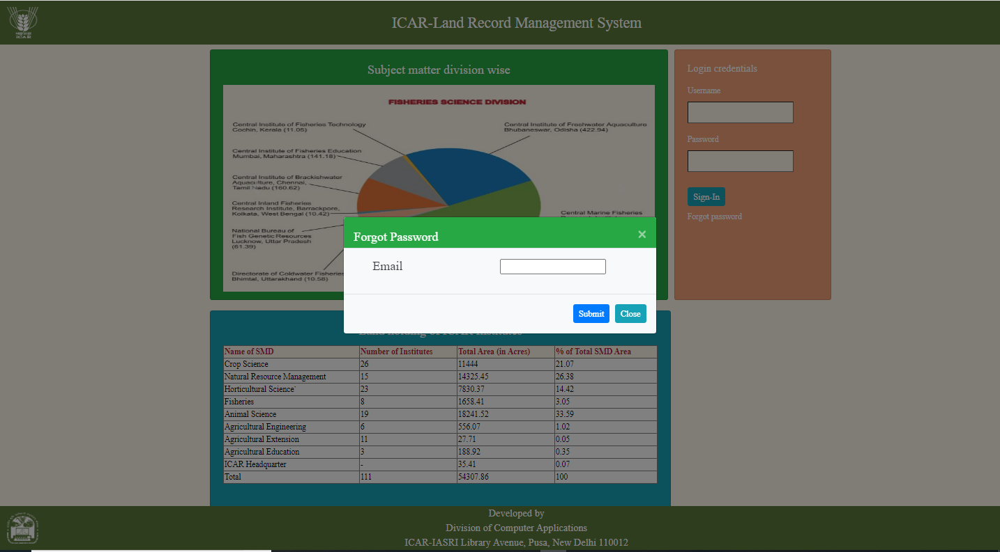 ICAR
ICAR-Land Record Management System
Subject matter division wise
FISHERIES SCIENCE DIVISION
Central Institute of Fisheries Technology
Cochin, Kerala (11.05)
Central Institute of Freshwater Aquaculture
Bhubaneswar, Odisha (422.94)
Central Institute of Fisheries Education
Mumbai, Maharashtra (141.18)
Central Institute of Brackishwater
Aquaculture, Chennai,
Tamil Nadu (160.62)
Central Inland Fisheries
Research Institute, Barrackpore,
Kolkata, West Bengal (10.42)
Central Marine Fisheries
National Bureau of
Fish Genetic Resources
Lucknow, Uttar Pradesh
(61.39)
Directorate of Coldwater Fisheries
Bhimtal, Uttarakhand (10.58)
Login credentials
Username
Password
Sign-In
Forgot password
Forgot Password
×
Email
Submit Close
Land holding of ICAR Institutes
Name of SMD Number of Institutes Total Area (in Acres) % of Total SMD Area
Crop Science 26 11444 21.07
Natural Resource Management 15 14325.45 26.38
Horticultural Science` 23 7830.37 14.42
Fisheries 8 1658.41 3.05
Animal Science 19 18241.52 33.59
Agricultural Engineering 6 556.07 1.02
Agricultural Extension 11 27.71 0.05
Agricultural Education 3 188.92 0.35
ICAR Headquarter - 35.41 0.07
Total 111 54307.86 100
Developed by
Division of Computer Applications
ICAR-IASRI Library Avenue, Pusa, New Delhi 110012